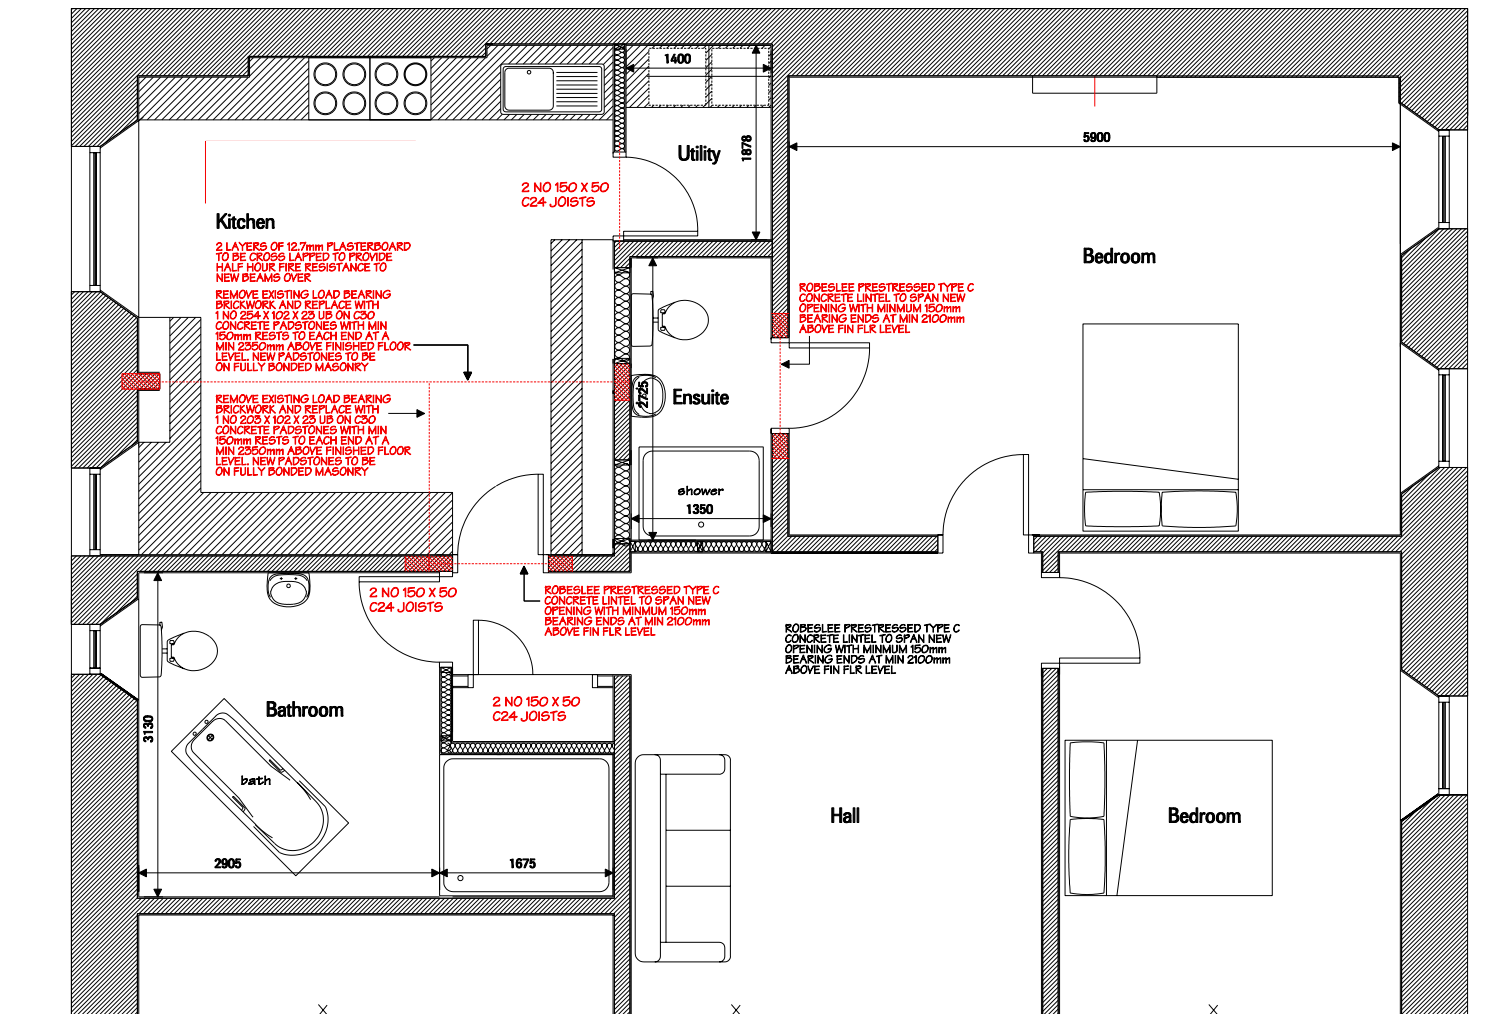 1400
1878
Utility
5900
2 NO 150 X 50
C24 JOISTS
Kitchen
Bedroom
2 LAYERS OF 12.7mm PLASTERBOARD
TO BE CROSS LAPPED TO PROVIDE
HALF HOUR FIRE RESISTANCE TO
NEW BEAMS OVER
REMOVE EXISTING LOAD BEARING
BRICKWORK AND REPLACE WITH
1 NO 254 X 102 X 23 UB ON C30
CONCRETE PADSTONES WITH MIN
150mm RESTS TO EACH END AT A
MIN 2350mm ABOVE FINISHED FLOOR
LEVEL. NEW PADSTONES TO BE
ON FULLY BONDED MASONRY
ROBESLEE PRESTRESSED TYPE C
CONCRETE LINTEL TO SPAN NEW
OPENING WITH MINMUM 150mm
BEARING ENDS AT MIN 2100mm
ABOVE FIN FLR LEVEL
REMOVE EXISTING LOAD BEARING
BRICKWORK AND REPLACE WITH
1 NO 203 X 102 X 23 UB ON C30
CONCRETE PADSTONES WITH MIN
150mm RESTS TO EACH END AT A
MIN 2350mm ABOVE FINISHED FLOOR
LEVEL. NEW PADSTONES TO BE
ON FULLY BONDED MASONRY
2725
Ensuite
shower
1350
2 NO 150 X 50
C24 JOISTS
ROBESLEE PRESTRESSED TYPE C
CONCRETE LINTEL TO SPAN NEW
OPENING WITH MINMUM 150mm
BEARING ENDS AT MIN 2100mm
ABOVE FIN FLR LEVEL
ROBESLEE PRESTRESSED TYPE C
CONCRETE LINTEL TO SPAN NEW
OPENING WITH MINMUM 150mm
BEARING ENDS AT MIN 2100mm
ABOVE FIN FLR LEVEL
2 NO 150 X 50
C24 JOISTS
Bathroom
3130
bath
Hall
Bedroom
2905
1675
X
X
X